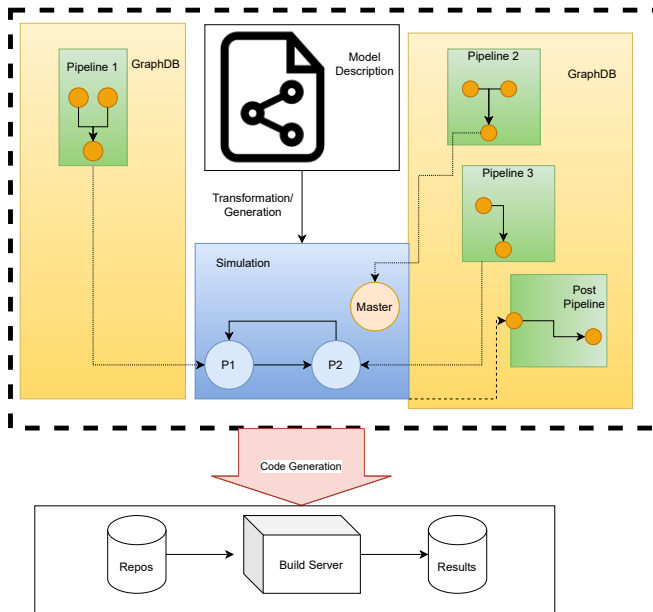 Pipeline 1
GraphDB
Model
Description
Pipeline 2
GraphDB
Pipeline 3
Transformation/
Generation
Simulation
Master
Post
Pipeline
P1
P2
Code Generation
Repos
Build Server
Results